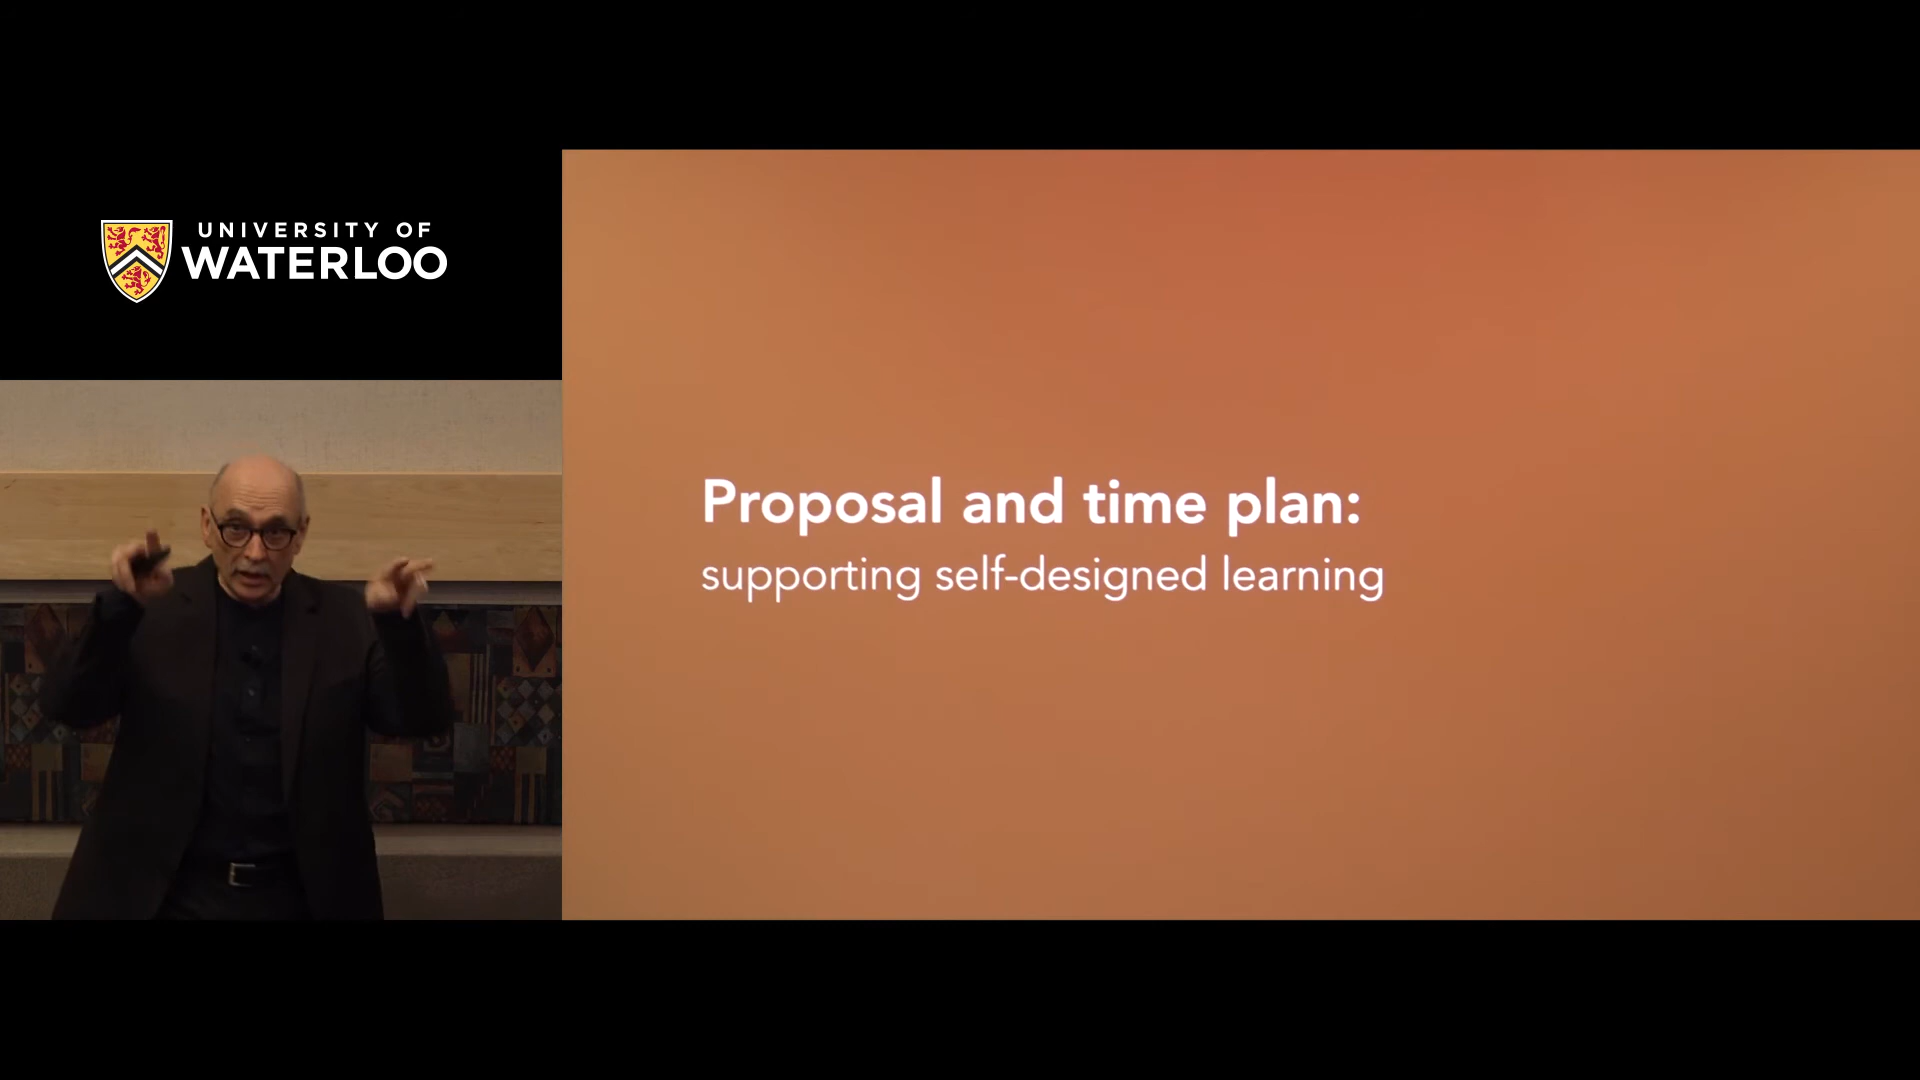 UNIVERSITY OF
WATERLOO
Proposal and time plan:
supporting self-designed learning